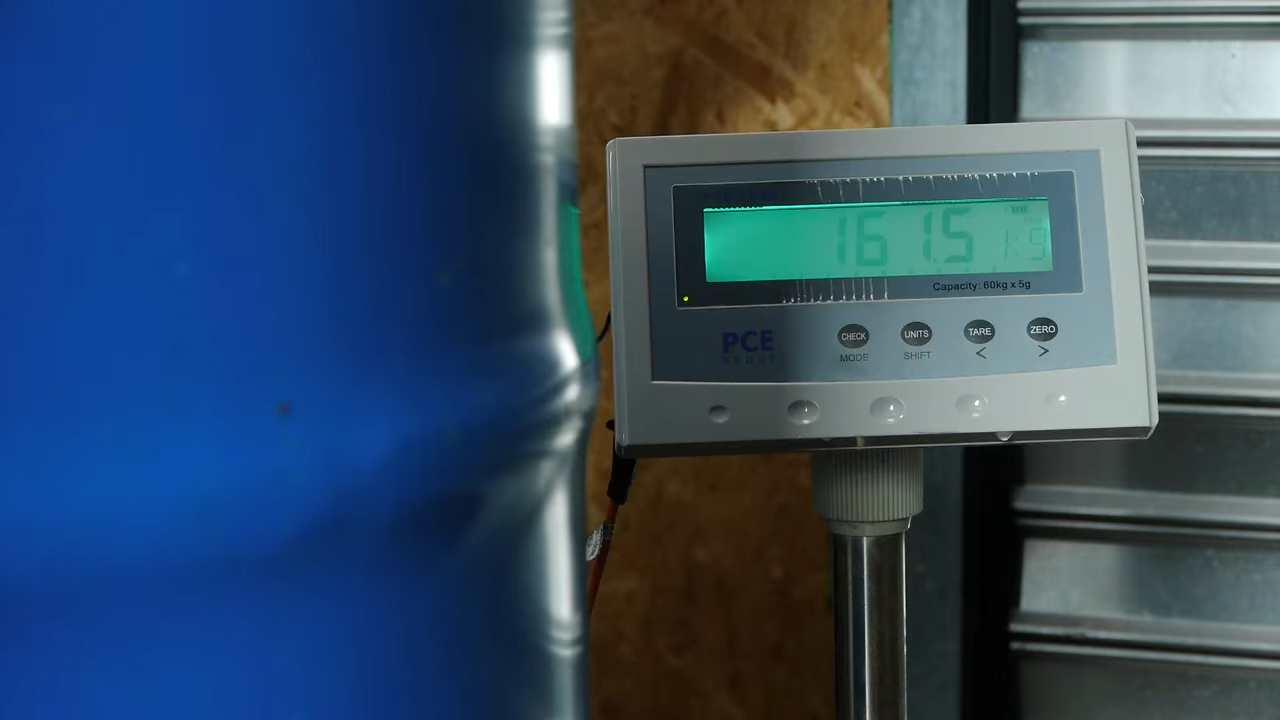 161.5 kg
Capacity: 60kg x 5g
PCE
CHECK UNITS TARE ZERO
MODE SHIFT < >